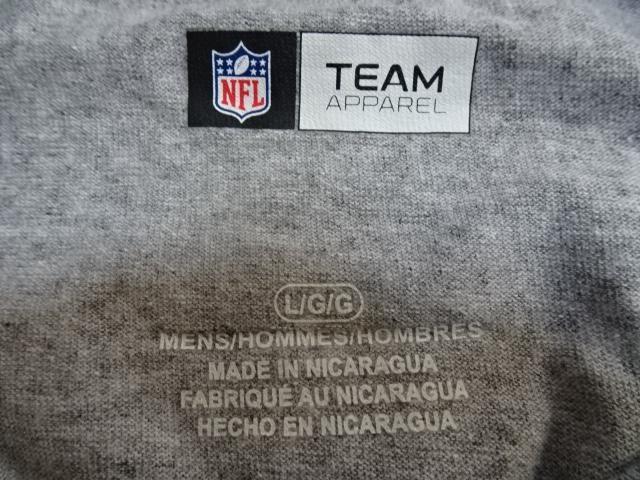 NFL
TEAM
APPAREL
L/G/G
MENS/HOMMES/HOMBRES
MADE IN NICARAGUA
FABRIQUÉ AU NICARAGUA
HECHO EN NICARAGUA